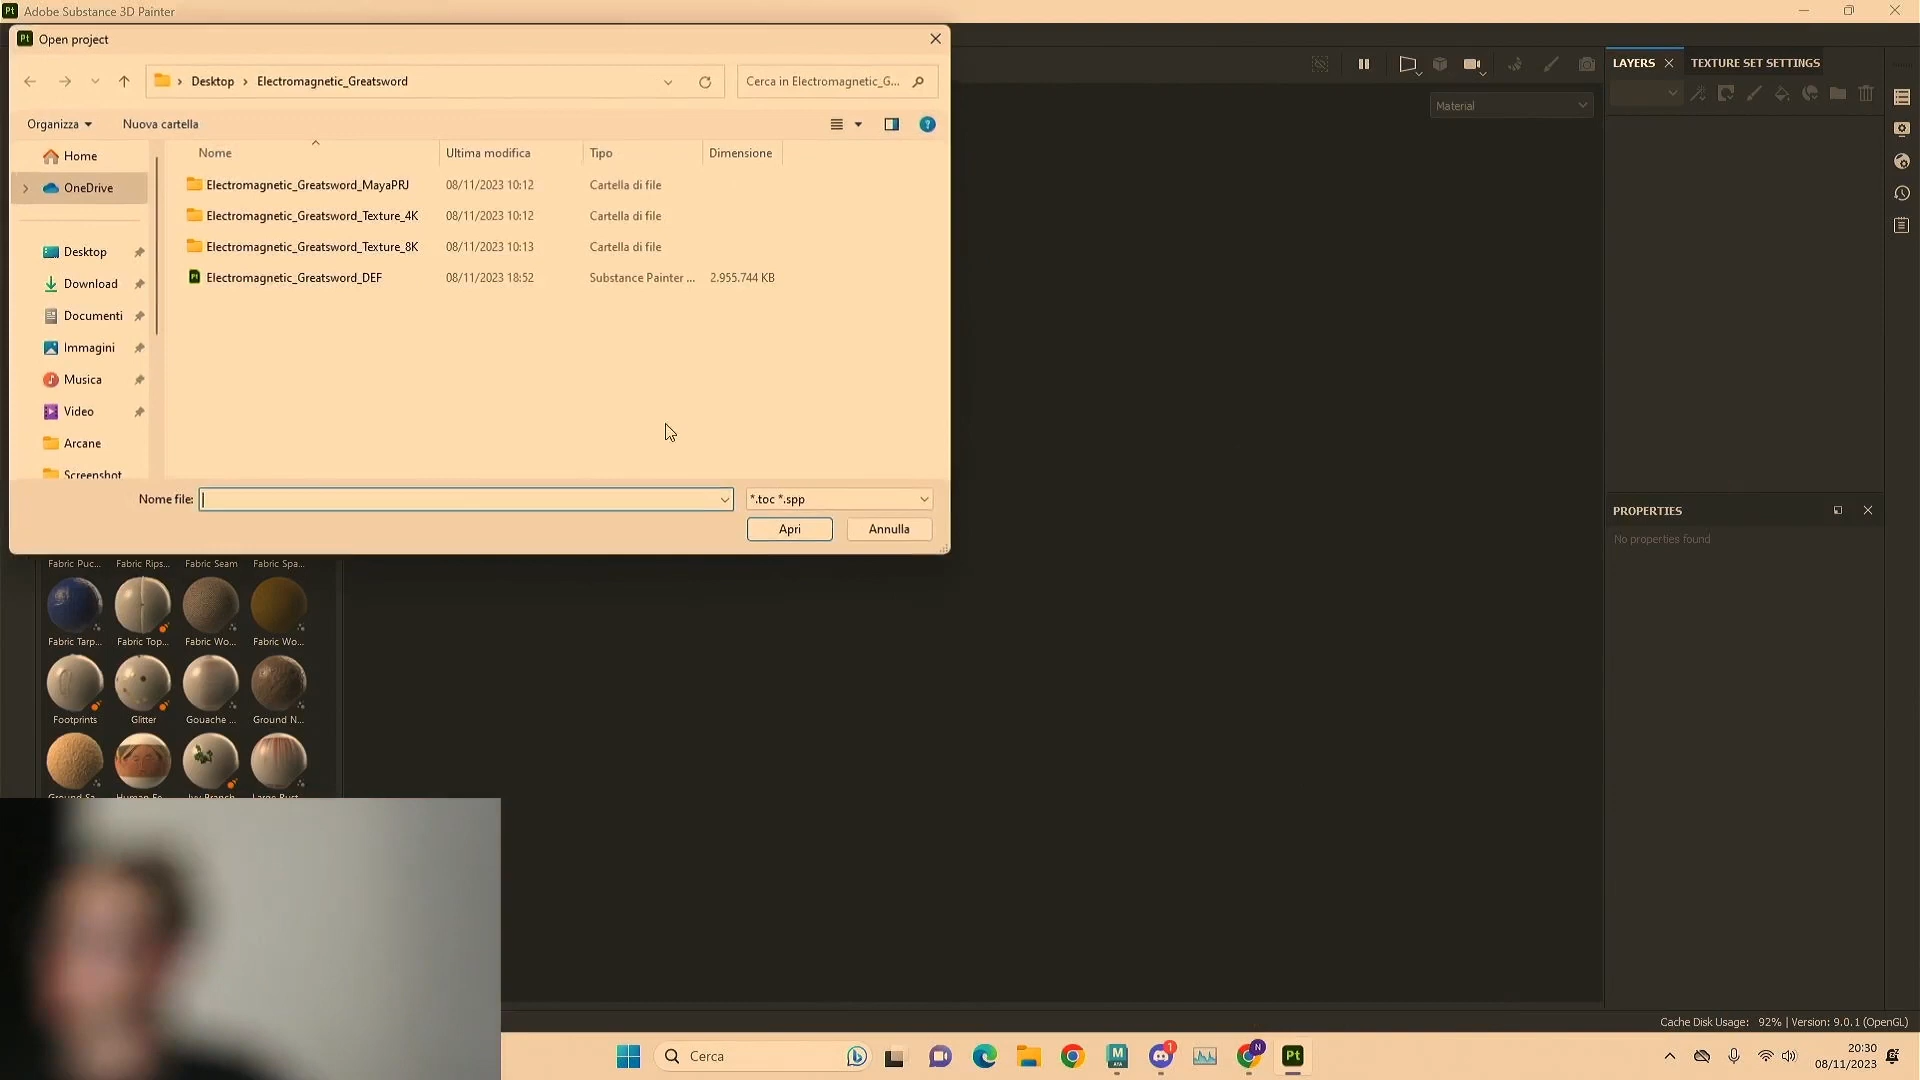 Adobe Substance 3D Painter
Open project
Desktop
Electromagnetic_Greatsword
Cerca in Electromagnetic_G...
Organizza
Nuova cartella
Nome
Ultima modifica
Tipo
Dimensione
Home
OneDrive
Desktop
Download
Documenti
Immagini
Musica
Video
Arcane
Screenshot
Electromagnetic_Greatsword_MayaPRJ 08/11/2023 10:12 Cartella di file
Electromagnetic_Greatsword_Texture_4K 08/11/2023 10:12 Cartella di file
Electromagnetic_Greatsword_Texture_8K 08/11/2023 10:13 Cartella di file
Electromagnetic_Greatsword_DEF 08/11/2023 18:52 Substance Painter ... 2.955.744 KB
Nome file:
*.toc *.spp
Apri
Annulla
Material
LAYERS
TEXTURE SET SETTINGS
PROPERTIES
No properties found
Fabric Puc... Fabric Rips... Fabric Seam Fabric Spa...
Fabric Tarp... Fabric Top... Fabric Wo... Fabric Wo...
Footprints Glitter Gouache ... Ground N...
Cache Disk Usage: 92% | Version: 9.0.1 (OpenGL)
Cerca
20:30
08/11/2023